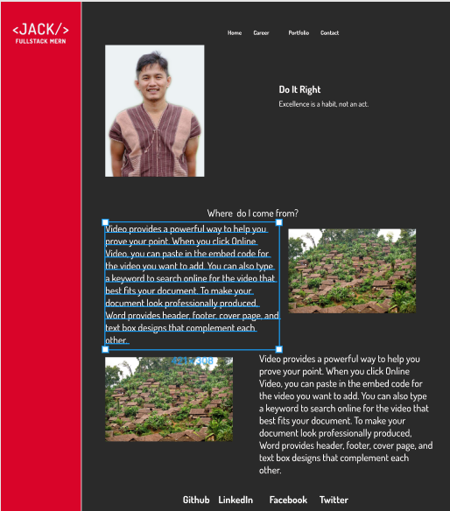 <JACK/>
FULLSTACK MERN
Home Career Portfolio Contact
Do It Right
Excellence is a habit, not an act.
Where do I come from?
Video provides a powerful way to help you
prove your point. When you click Online
Video, you can paste in the embed code for
the video you want to add. You can also type
a keyword to search online for the video that
best fits your document. To make your
document look professionally produced,
Word provides header, footer, cover page, and
text box designs that complement each
other.
Video provides a powerful way to help you
prove your point. When you click Online
Video, you can paste in the embed code for
the video you want to add. You can also type
a keyword to search online for the video that
best fits your document. To make your
document look professionally produced,
Word provides header, footer, cover page, and
text box designs that complement each
other.
Github LinkedIn Facebook Twitter